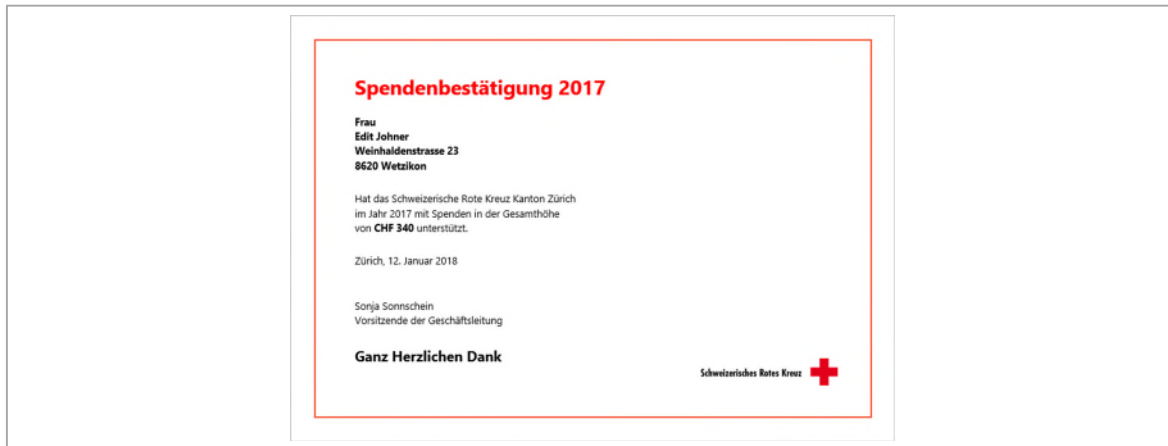 Spendenbestätigung 2017
Frau
Edit Johner
Weinhaldenstrasse 23
8620 Wetzikon
Hat das Schweizerische Rote Kreuz Kanton Zürich
im Jahr 2017 mit Spenden in der Gesamthöhe
von CHF 340 unterstützt.
Zürich, 12. Januar 2018
Sonja Sonnschein
Vorsitzende der Geschäftsleitung
Ganz Herzlichen Dank
Schweizerisches Rotes Kreuz